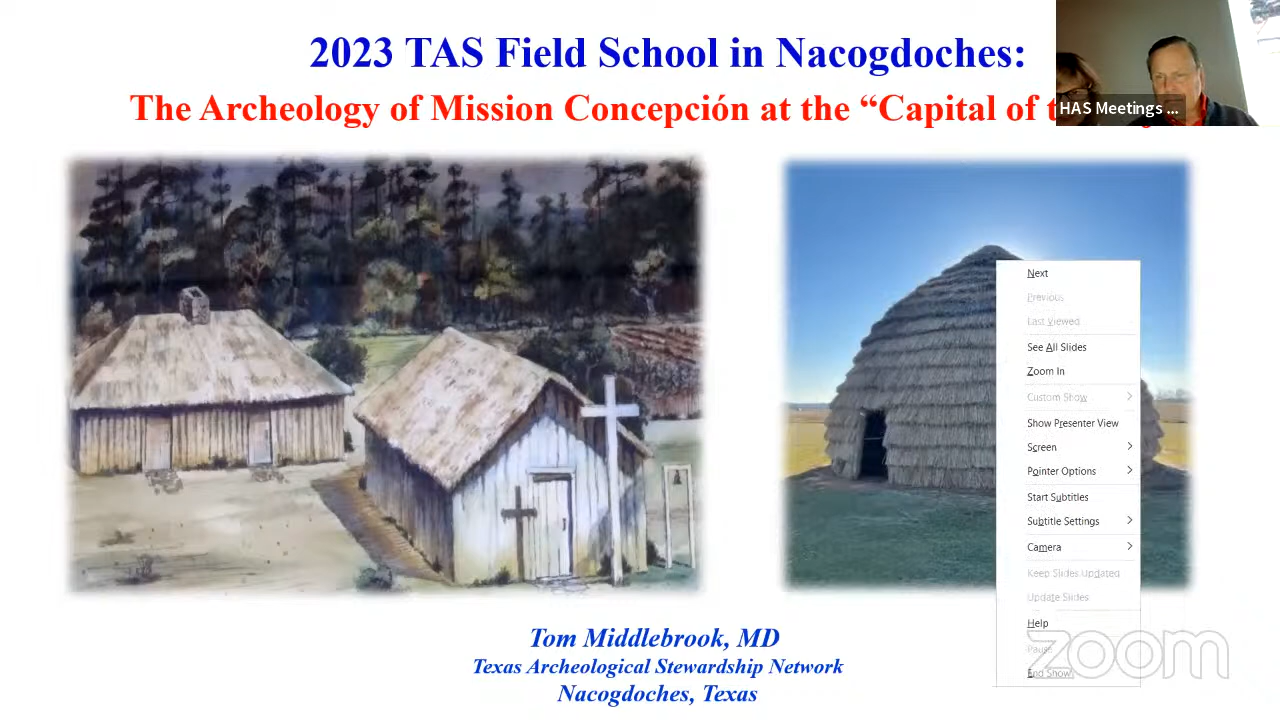 2023 TAS Field School in Nacogdoches:
The Archeology of Mission Concepción at the “Capital of
HAS Meetings ...
Next
Previous
Last Viewed
See All Slides
Zoom In
Custom Show
Show Presenter View
Screen
Pointer Options
Start Subtitles
Subtitle Settings
Camera
Keep Slides Updated
Update Slides
Help
Pause
End Show
zoom
Tom Middlebrook, MD
Texas Archeological Stewardship Network
Nacogdoches, Texas